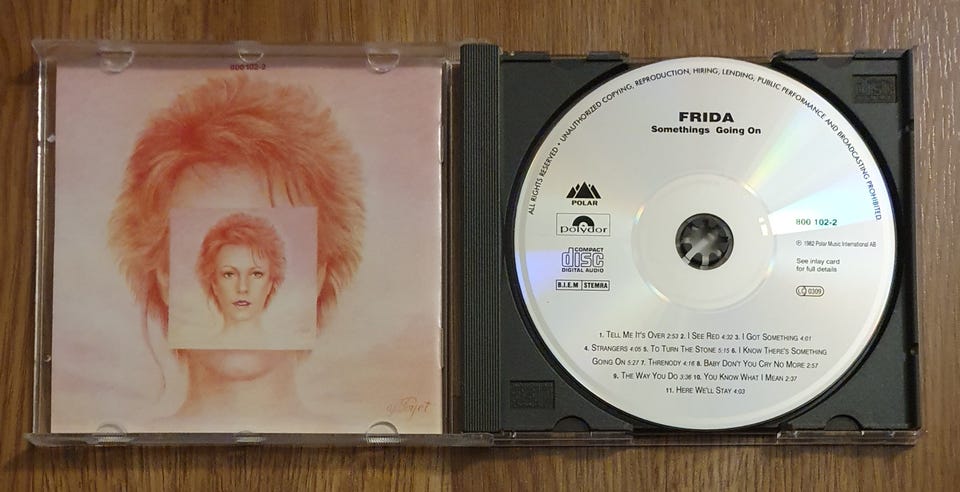 800 102-2
ALL RIGHTS RESERVED • UNAUTHORIZED COPYING, REPRODUCTION, HIRING, LENDING, PUBLIC PERFORMANCE AND BROADCASTING PROHIBITED.
FRIDA
Somethings Going On
POLAR
polydor
COMPACT
disc
DIGITAL AUDIO
B.I.E.M STEMRA
800 102-2
℗ 1982 Polar Music International AB
See inlay card
for full details
LC 0309
1. TELL ME IT'S OVER 2:53 2. I SEE RED 4:32 3. I GOT SOMETHING 4:01
4. STRANGERS 4:05 5. TO TURN THE STONE 5:15 6. I KNOW THERE'S SOMETHING
GOING ON 5:27 7. THRENODY 4:16 8. BABY DON'T YOU CRY NO MORE 2:57
9. THE WAY YOU DO 3:36 10. YOU KNOW WHAT I MEAN 2:37
11. HERE WE'LL STAY 4:03